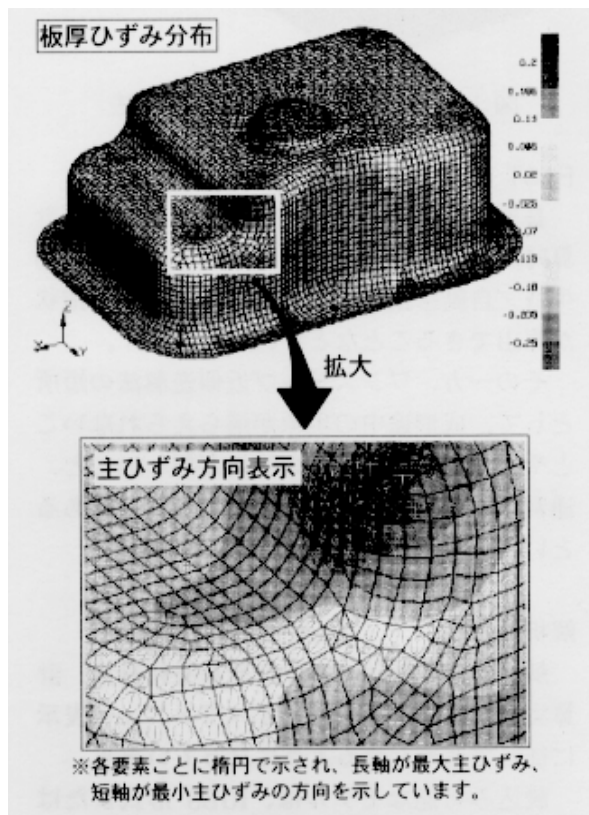 板厚ひずみ分布
0.2
0.11
0.02
-0.025
-0.25
Z
X
Y
拡大
主ひずみ方向表示
※各要素ごとに楕円で示され、長軸が最大主ひずみ、
短軸が最小主ひずみの方向を示しています。